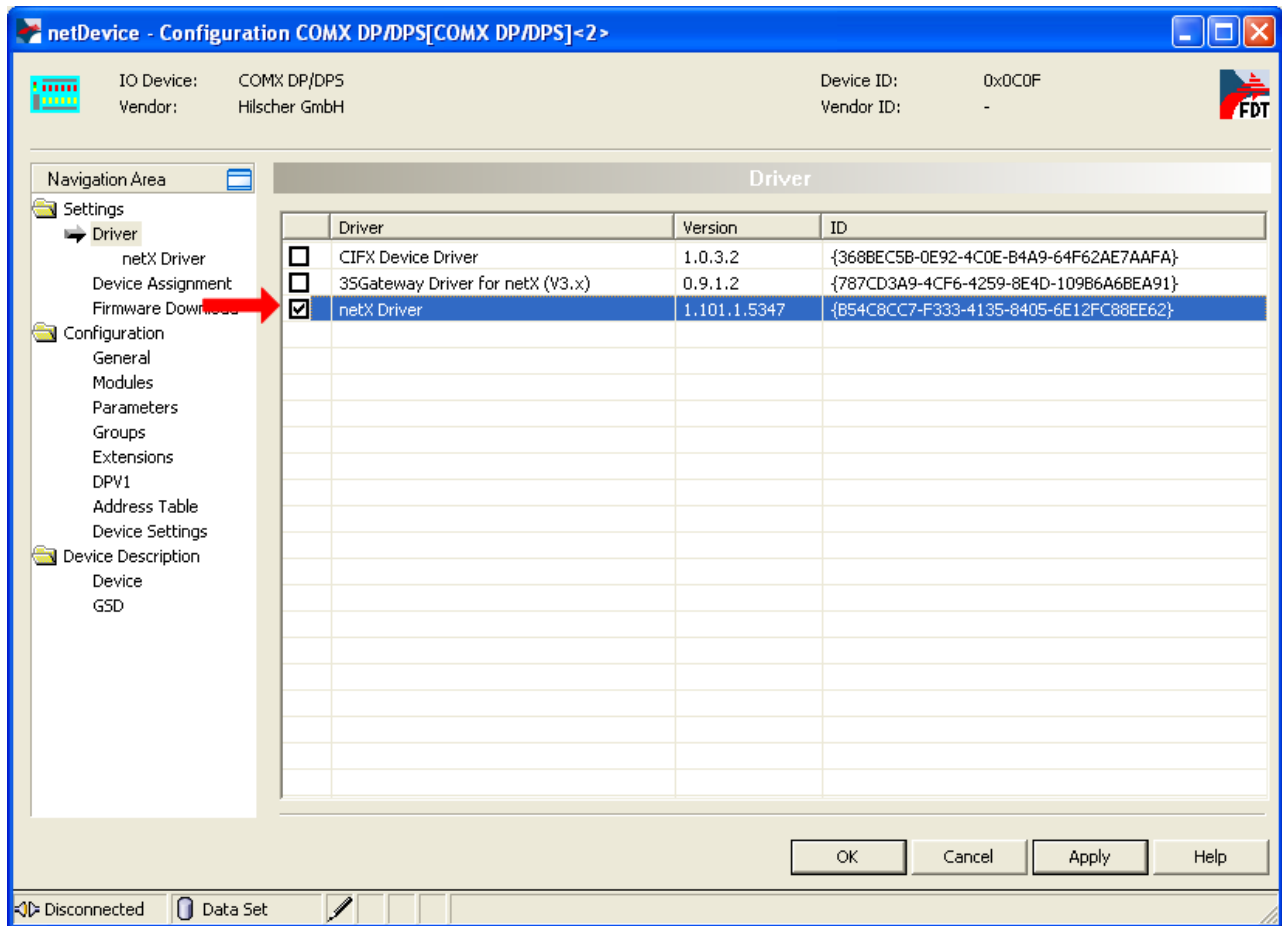 netDevice - Configuration COMX DP/DPS[COMX DP/DPS]<2>
IO Device: COMX DP/DPS Device ID: 0x0C0F
Vendor: Hilscher GmbH Vendor ID: -
FDT
Navigation Area
Driver
Settings
Driver
netX Driver
Device Assignment
Firmware Download
Configuration
General
Modules
Parameters
Groups
Extensions
DPV1
Address Table
Device Settings
Device Description
Device
GSD
Driver Version ID
CIFX Device Driver 1.0.3.2 {368BEC5B-0E92-4C0E-B4A9-64F62AE7AAFA}
3SGateway Driver for netX (V3.x) 0.9.1.2 {787CD3A9-4CF6-4259-8E4D-109B6A6BEA91}
netX Driver 1.101.1.5347 {B54C8CC7-F333-4135-8405-6E12FC88EE62}
OK Cancel Apply Help
Disconnected Data Set